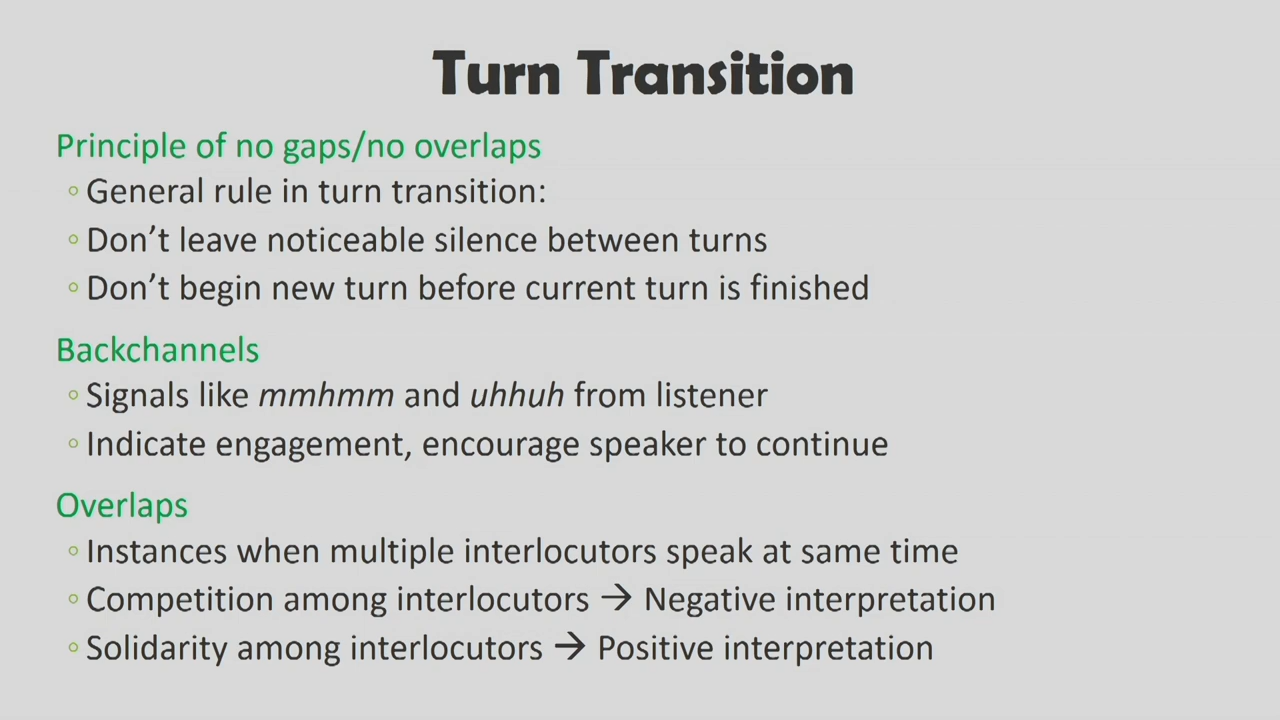 Turn Transition
Principle of no gaps/no overlaps
◦ General rule in turn transition:
◦ Don’t leave noticeable silence between turns
◦ Don’t begin new turn before current turn is finished
Backchannels
◦ Signals like mmhmm and uhhuh from listener
◦ Indicate engagement, encourage speaker to continue
Overlaps
◦ Instances when multiple interlocutors speak at same time
◦ Competition among interlocutors → Negative interpretation
◦ Solidarity among interlocutors → Positive interpretation